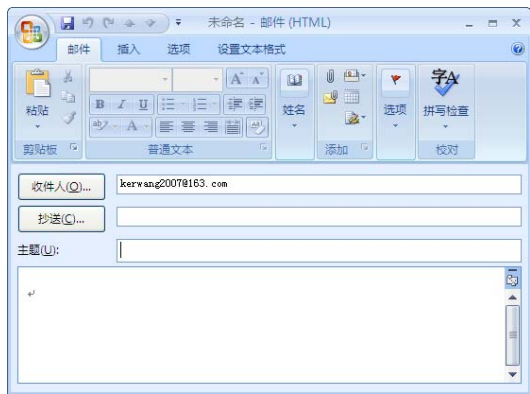 未命名 - 邮件 (HTML)
邮件 插入 选项 设置文本格式
粘贴
B I U
A
姓名
选项
字A
拼写检查
剪贴板
普通文本
添加
校对
收件人(O)...
kerwang2007@163.com
抄送(C)...
主题(U):